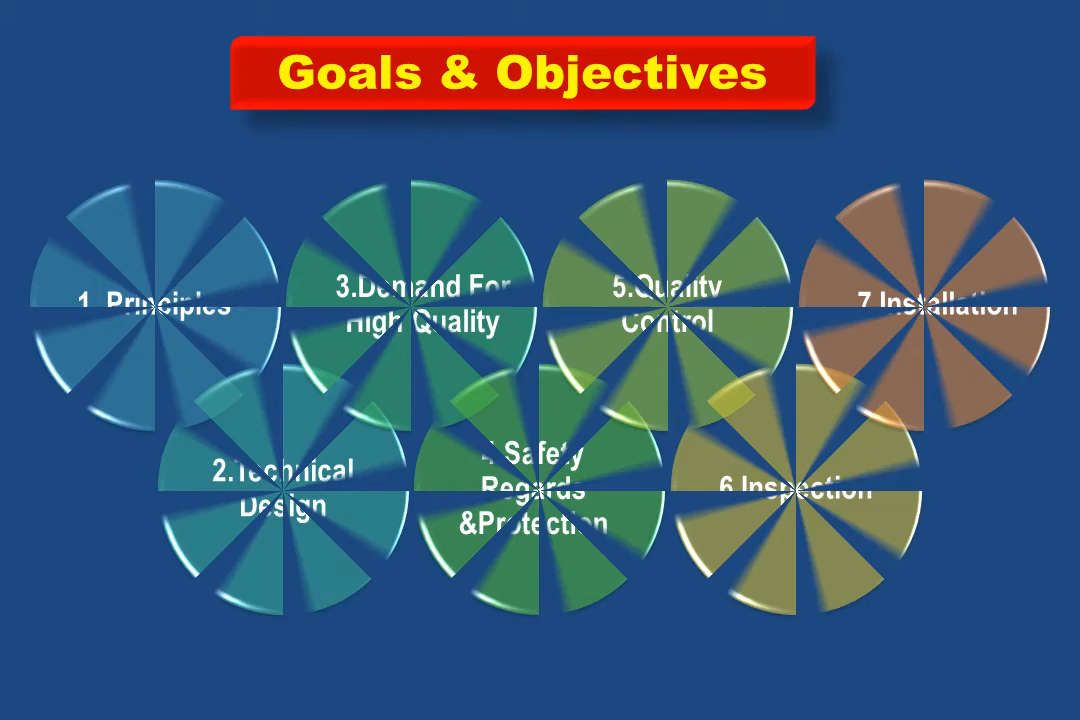 Goals & Objectives
1. Principles
3.Demand For
High Quality
5.Quality
Control
7.Installation
2.Technical
Design
4.Safety
Regards
&Protection
6.Inspection